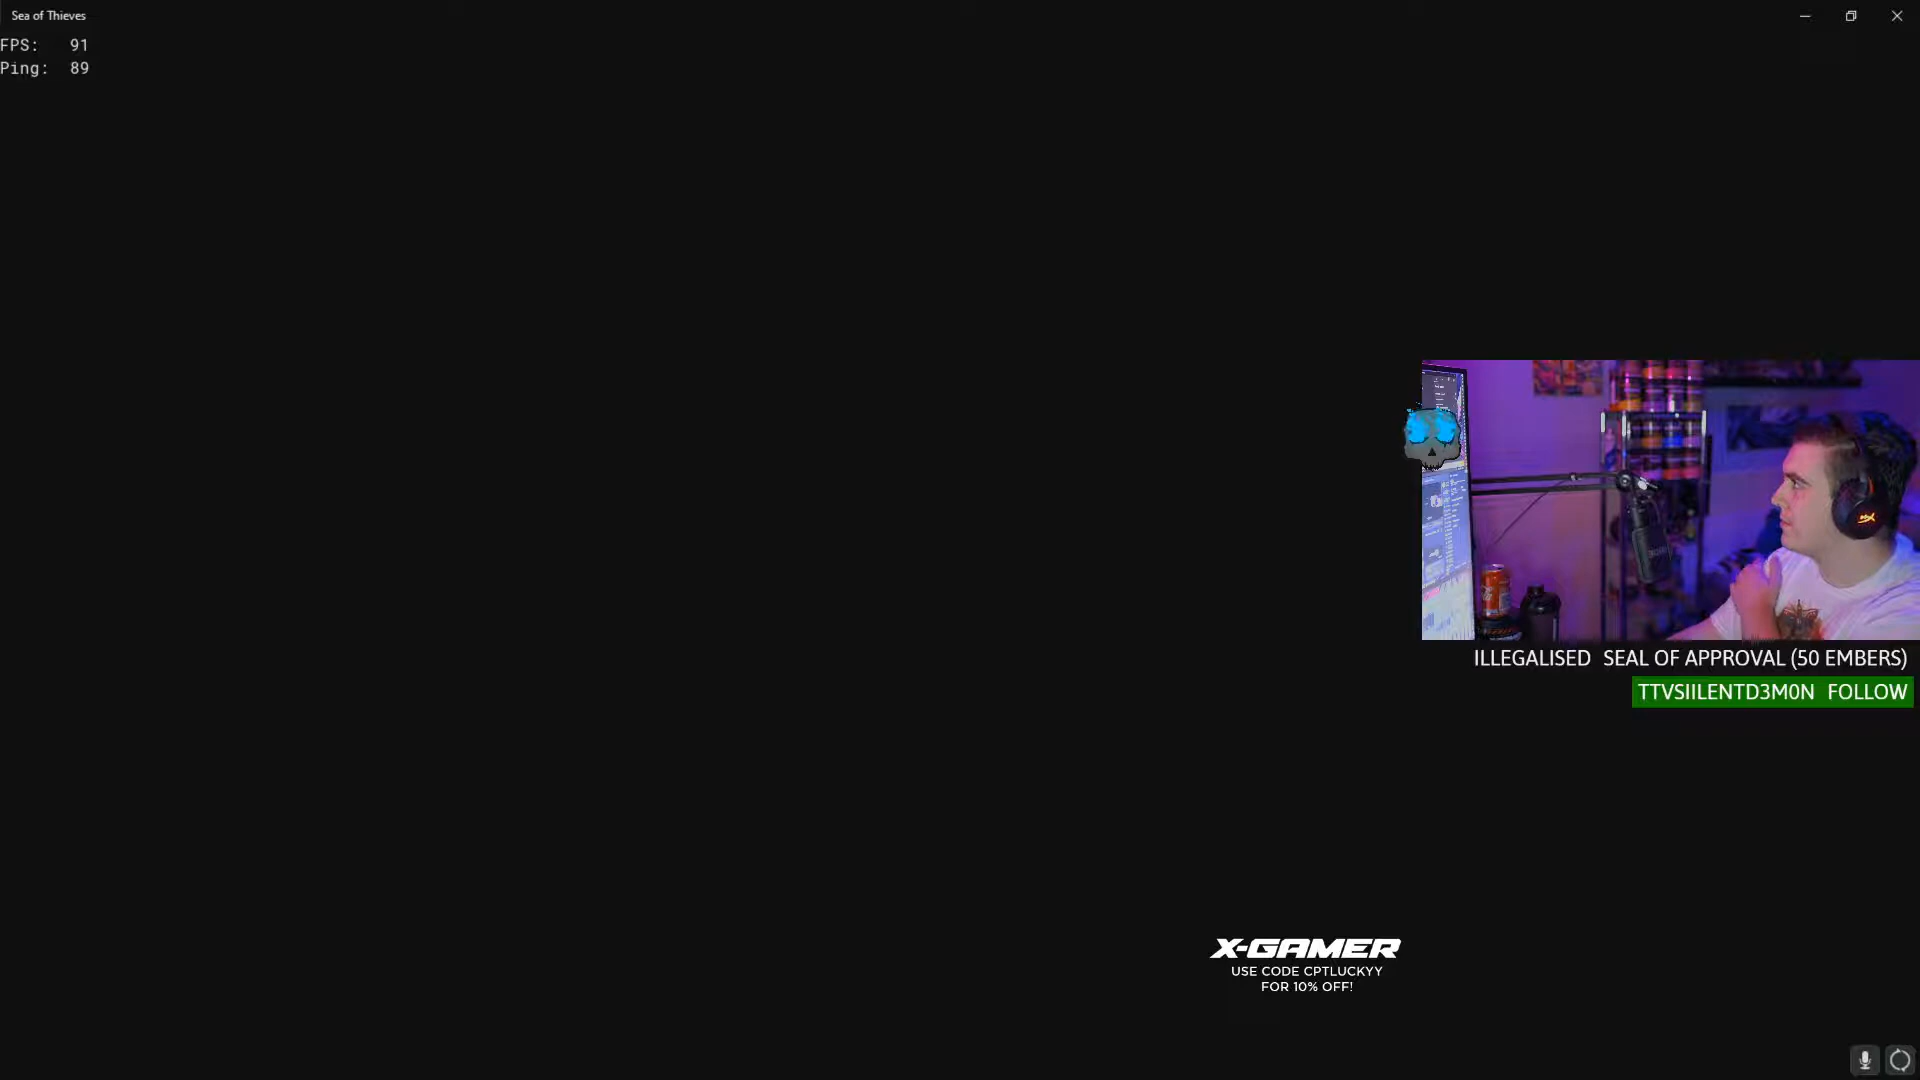 Sea of Thieves
FPS: 91
Ping: 89
ILLEGALISED SEAL OF APPROVAL (50 EMBERS)
TTVSIILENTD3M0N FOLLOW
X-GAMER
USE CODE CPTLUCKYY
FOR 10% OFF!